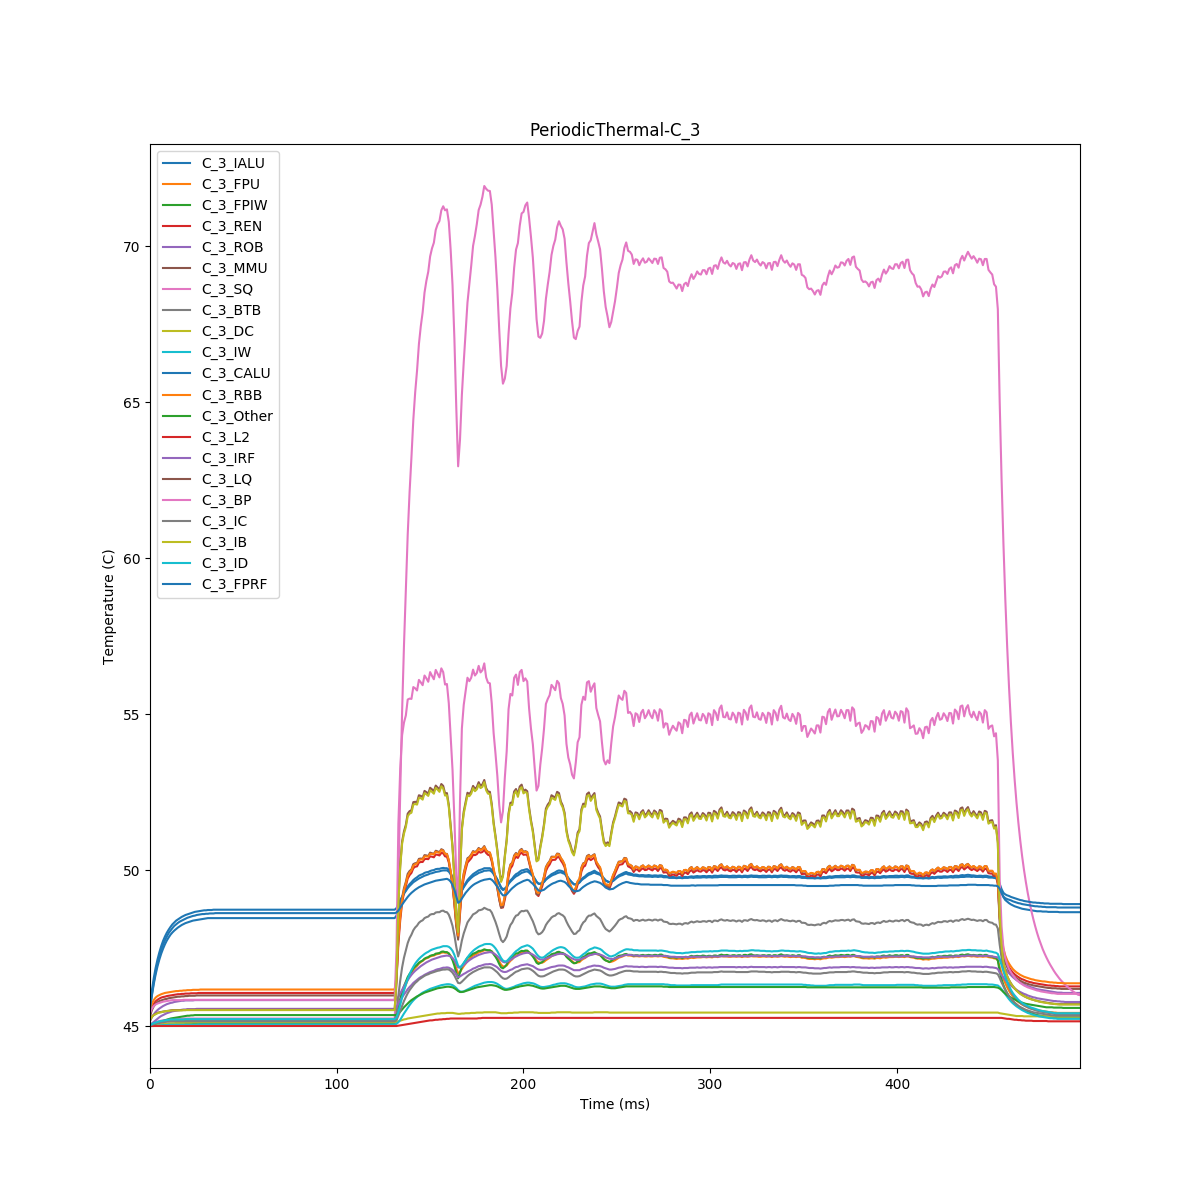 PeriodicThermal-C_3
C_3_IALU
C_3_FPU
C_3_FPIW
C_3_REN
C_3_ROB
C_3_MMU
C_3_SQ
C_3_BTB
C_3_DC
C_3_IW
C_3_CALU
C_3_RBB
C_3_Other
C_3_L2
C_3_IRF
C_3_LQ
C_3_BP
C_3_IC
C_3_IB
C_3_ID
C_3_FPRF
70
65
60
55
50
45
Temperature (C)
0 100 200 300 400
Time (ms)